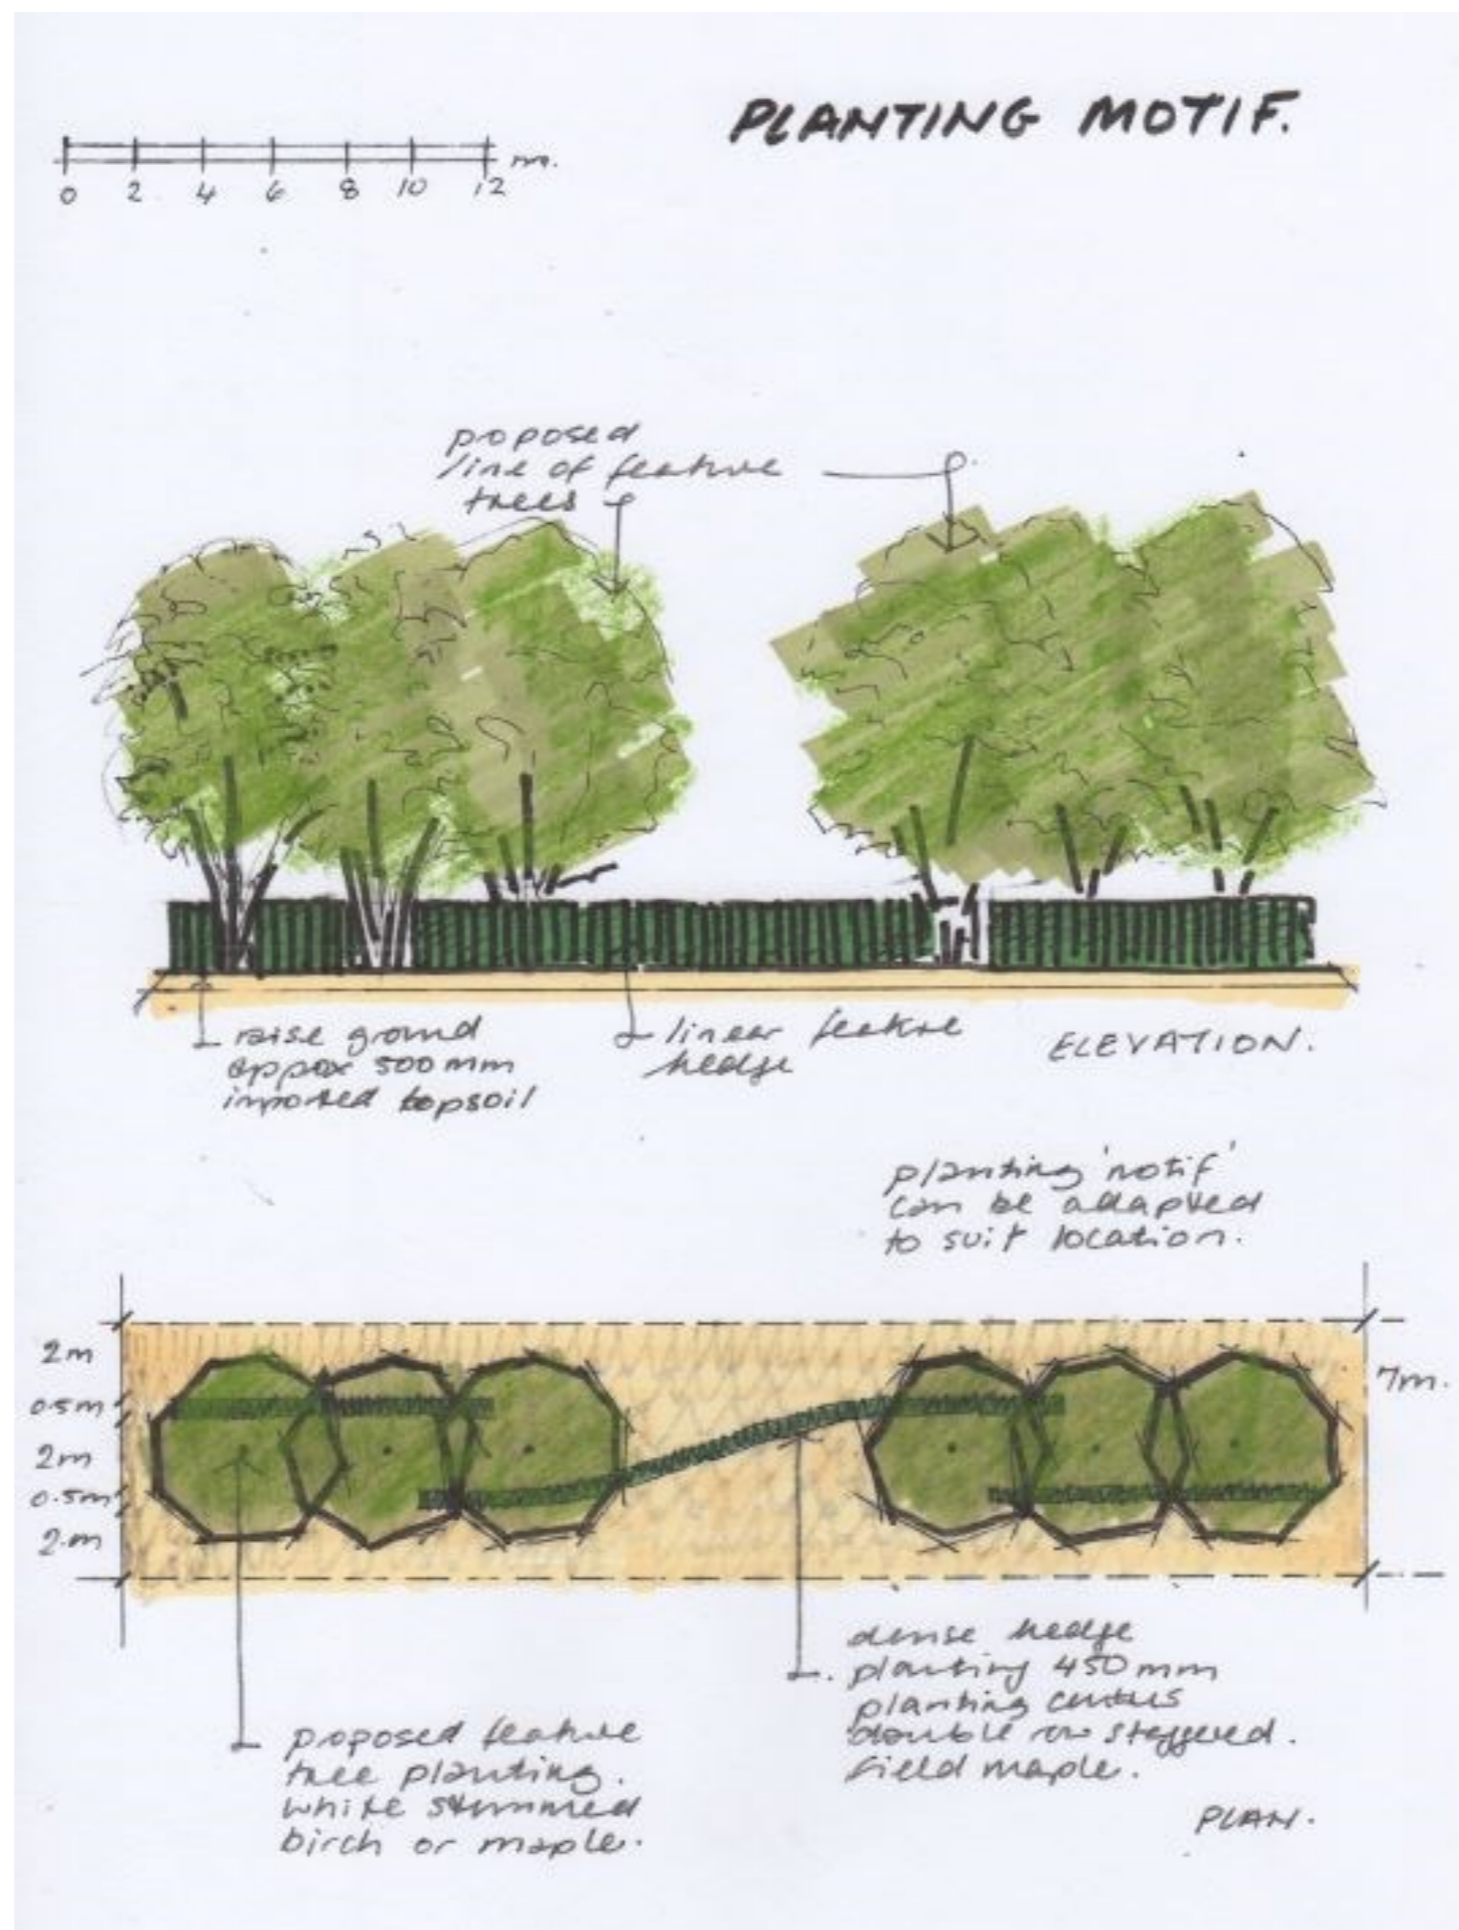 PLANTING MOTIF.
m.
0 2 4 6 8 10 12
proposed
line of feature
trees
raise ground
approx 500mm
imported topsoil
linear feature
hedge
ELEVATION.
planting 'motif'
can be adapted
to suit location.
2m
0.5m
2m
0.5m
2m
7m.
dense hedge
planting 450mm
planting centres
double row staggered.
field maple.
proposed feature
tree planting.
white stemmed
birch or maple.
PLAN.